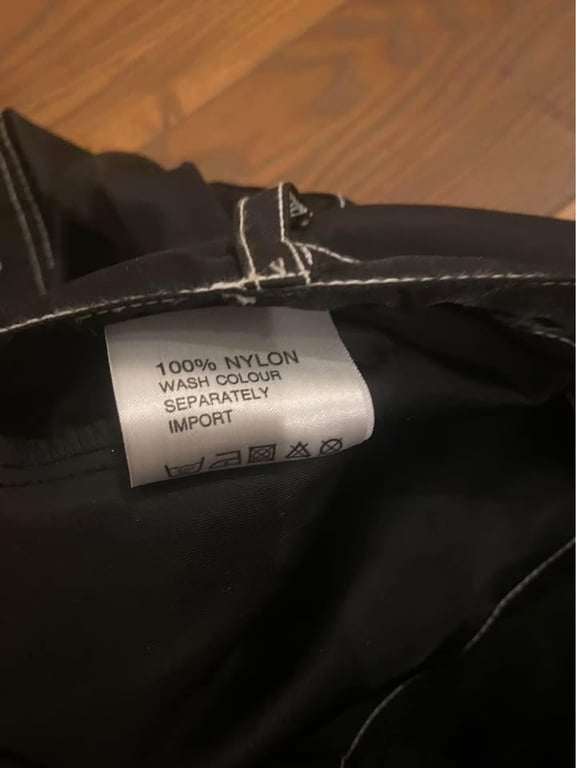 100% NYLON
WASH COLOUR
SEPARATELY
IMPORT